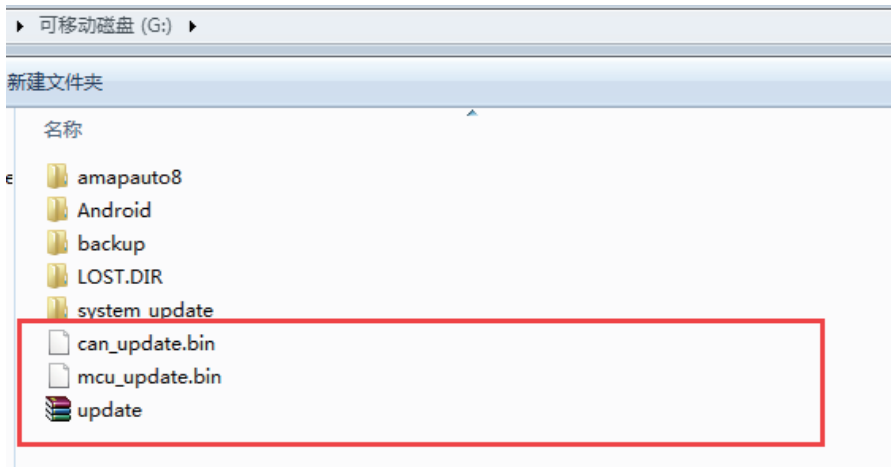 可移动磁盘 (G:)
新建文件夹
名称
e
amapauto8
Android
backup
LOST.DIR
system_update
can_update.bin
mcu_update.bin
update